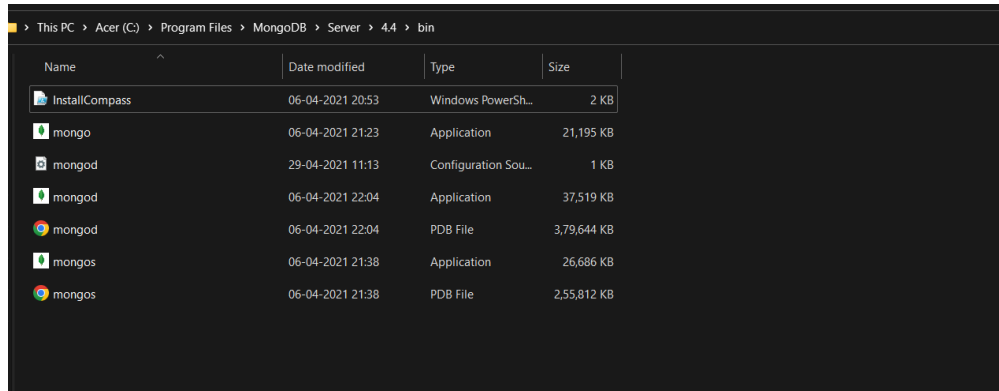 This PC > Acer (C:) > Program Files > MongoDB > Server > 4.4 > bin
Name Date modified Type Size
InstallCompass 06-04-2021 20:53 Windows PowerSh... 2 KB
mongo 06-04-2021 21:23 Application 21,195 KB
mongod 29-04-2021 11:13 Configuration Sou... 1 KB
mongod 06-04-2021 22:04 Application 37,519 KB
mongod 06-04-2021 22:04 PDB File 3,79,644 KB
mongos 06-04-2021 21:38 Application 26,686 KB
mongos 06-04-2021 21:38 PDB File 2,55,812 KB